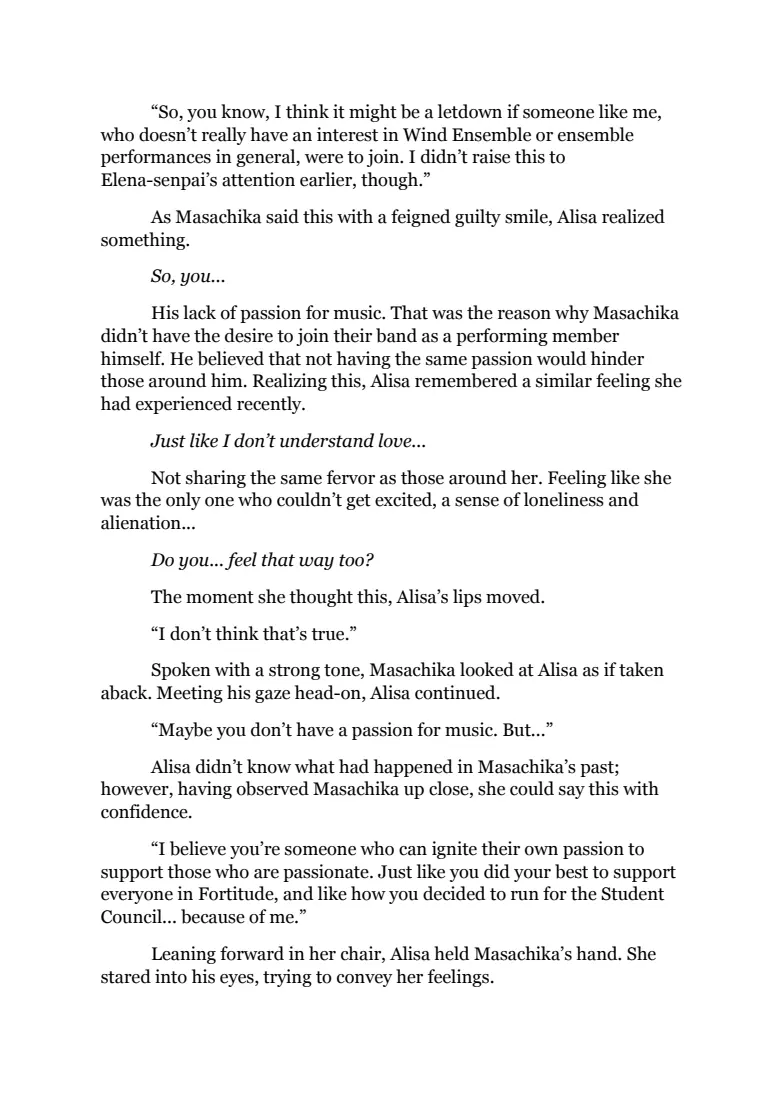 “So, you know, I think it might be a letdown if someone like me,
who doesn’t really have an interest in Wind Ensemble or ensemble
performances in general, were to join. I didn’t raise this to
Elena-senpai’s attention earlier, though.”
As Masachika said this with a feigned guilty smile, Alisa realized
something.
So, you…
His lack of passion for music. That was the reason why Masachika
didn’t have the desire to join their band as a performing member
himself. He believed that not having the same passion would hinder
those around him. Realizing this, Alisa remembered a similar feeling she
had experienced recently.
Just like I don’t understand love…
Not sharing the same fervor as those around her. Feeling like she
was the only one who couldn’t get excited, a sense of loneliness and
alienation…
Do you… feel that way too?
The moment she thought this, Alisa’s lips moved.
“I don’t think that’s true.”
Spoken with a strong tone, Masachika looked at Alisa as if taken
aback. Meeting his gaze head-on, Alisa continued.
“Maybe you don’t have a passion for music. But…”
Alisa didn’t know what had happened in Masachika’s past;
however, having observed Masachika up close, she could say this with
confidence.
“I believe you’re someone who can ignite their own passion to
support those who are passionate. Just like you did your best to support
everyone in Fortitude, and like how you decided to run for the Student
Council… because of me.”
Leaning forward in her chair, Alisa held Masachika’s hand. She
stared into his eyes, trying to convey her feelings.